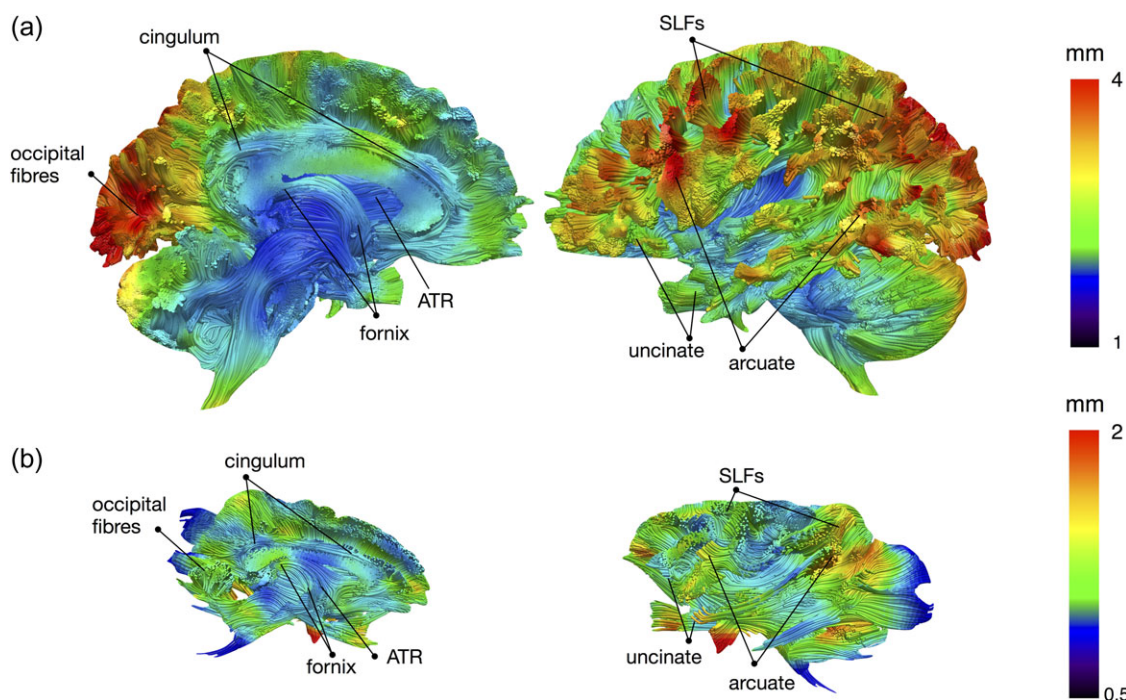 (a)
cingulum
SLFs
mm
4
occipital
fibres
ATR
fornix
uncinate
arcuate
1
mm
2
(b)
cingulum
SLFs
occipital
fibres
ATR
fornix
uncinate
arcuate
0.5